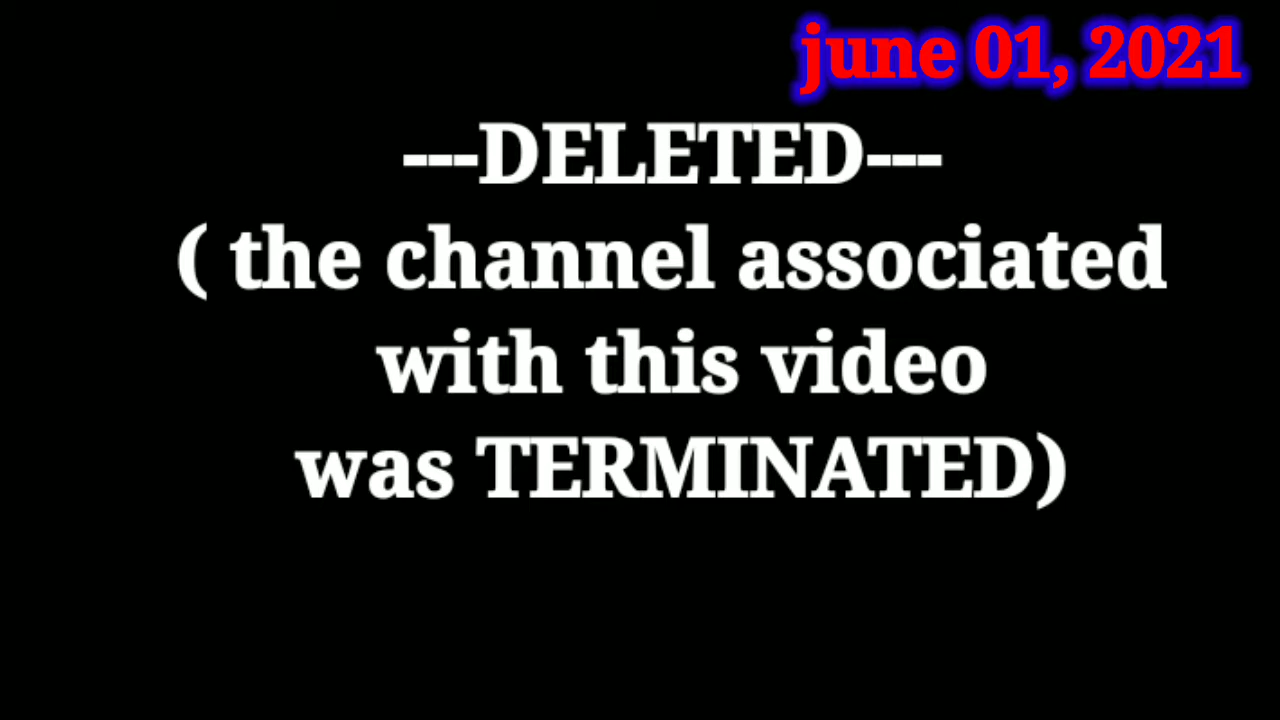 june 01, 2021
---DELETED---
( the channel associated
with this video
was TERMINATED)